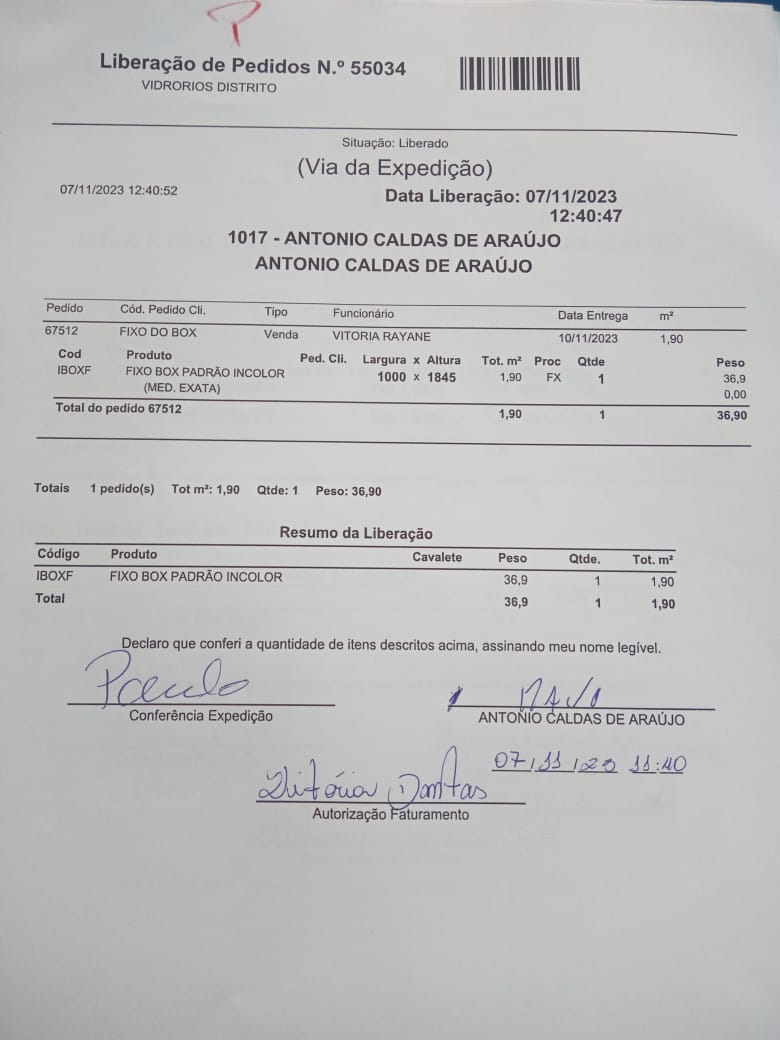 P
Liberação de Pedidos N.º 55034
VIDRORIOS DISTRITO
Situação: Liberado
(Via da Expedição)
07/11/2023 12:40:52
Data Liberação: 07/11/2023
12:40:47
1017 - ANTONIO CALDAS DE ARAÚJO
ANTONIO CALDAS DE ARAÚJO
Pedido Cód. Pedido Cli. Tipo Funcionário Data Entrega m²
67512 FIXO DO BOX Venda VITORIA RAYANE 10/11/2023 1,90
Cod Produto Ped. Cli. Largura x Altura Tot. m² Proc Qtde Peso
IBOXF FIXO BOX PADRÃO INCOLOR 1000 x 1845 1,90 FX 1 36,9
(MED. EXATA) 0,00
Total do pedido 67512 1,90 1 36,90
Totais 1 pedido(s) Tot m²: 1,90 Qtde: 1 Peso: 36,90
Resumo da Liberação
Código Produto Cavalete Peso Qtde. Tot. m²
IBOXF FIXO BOX PADRÃO INCOLOR 36,9 1 1,90
Total 36,9 1 1,90
Declaro que conferi a quantidade de itens descritos acima, assinando meu nome legível.
Paulo
Conferência Expedição ANTONIO CALDAS DE ARAÚJO
07/11/23 11:40
Vitória Dantas
Autorização Faturamento